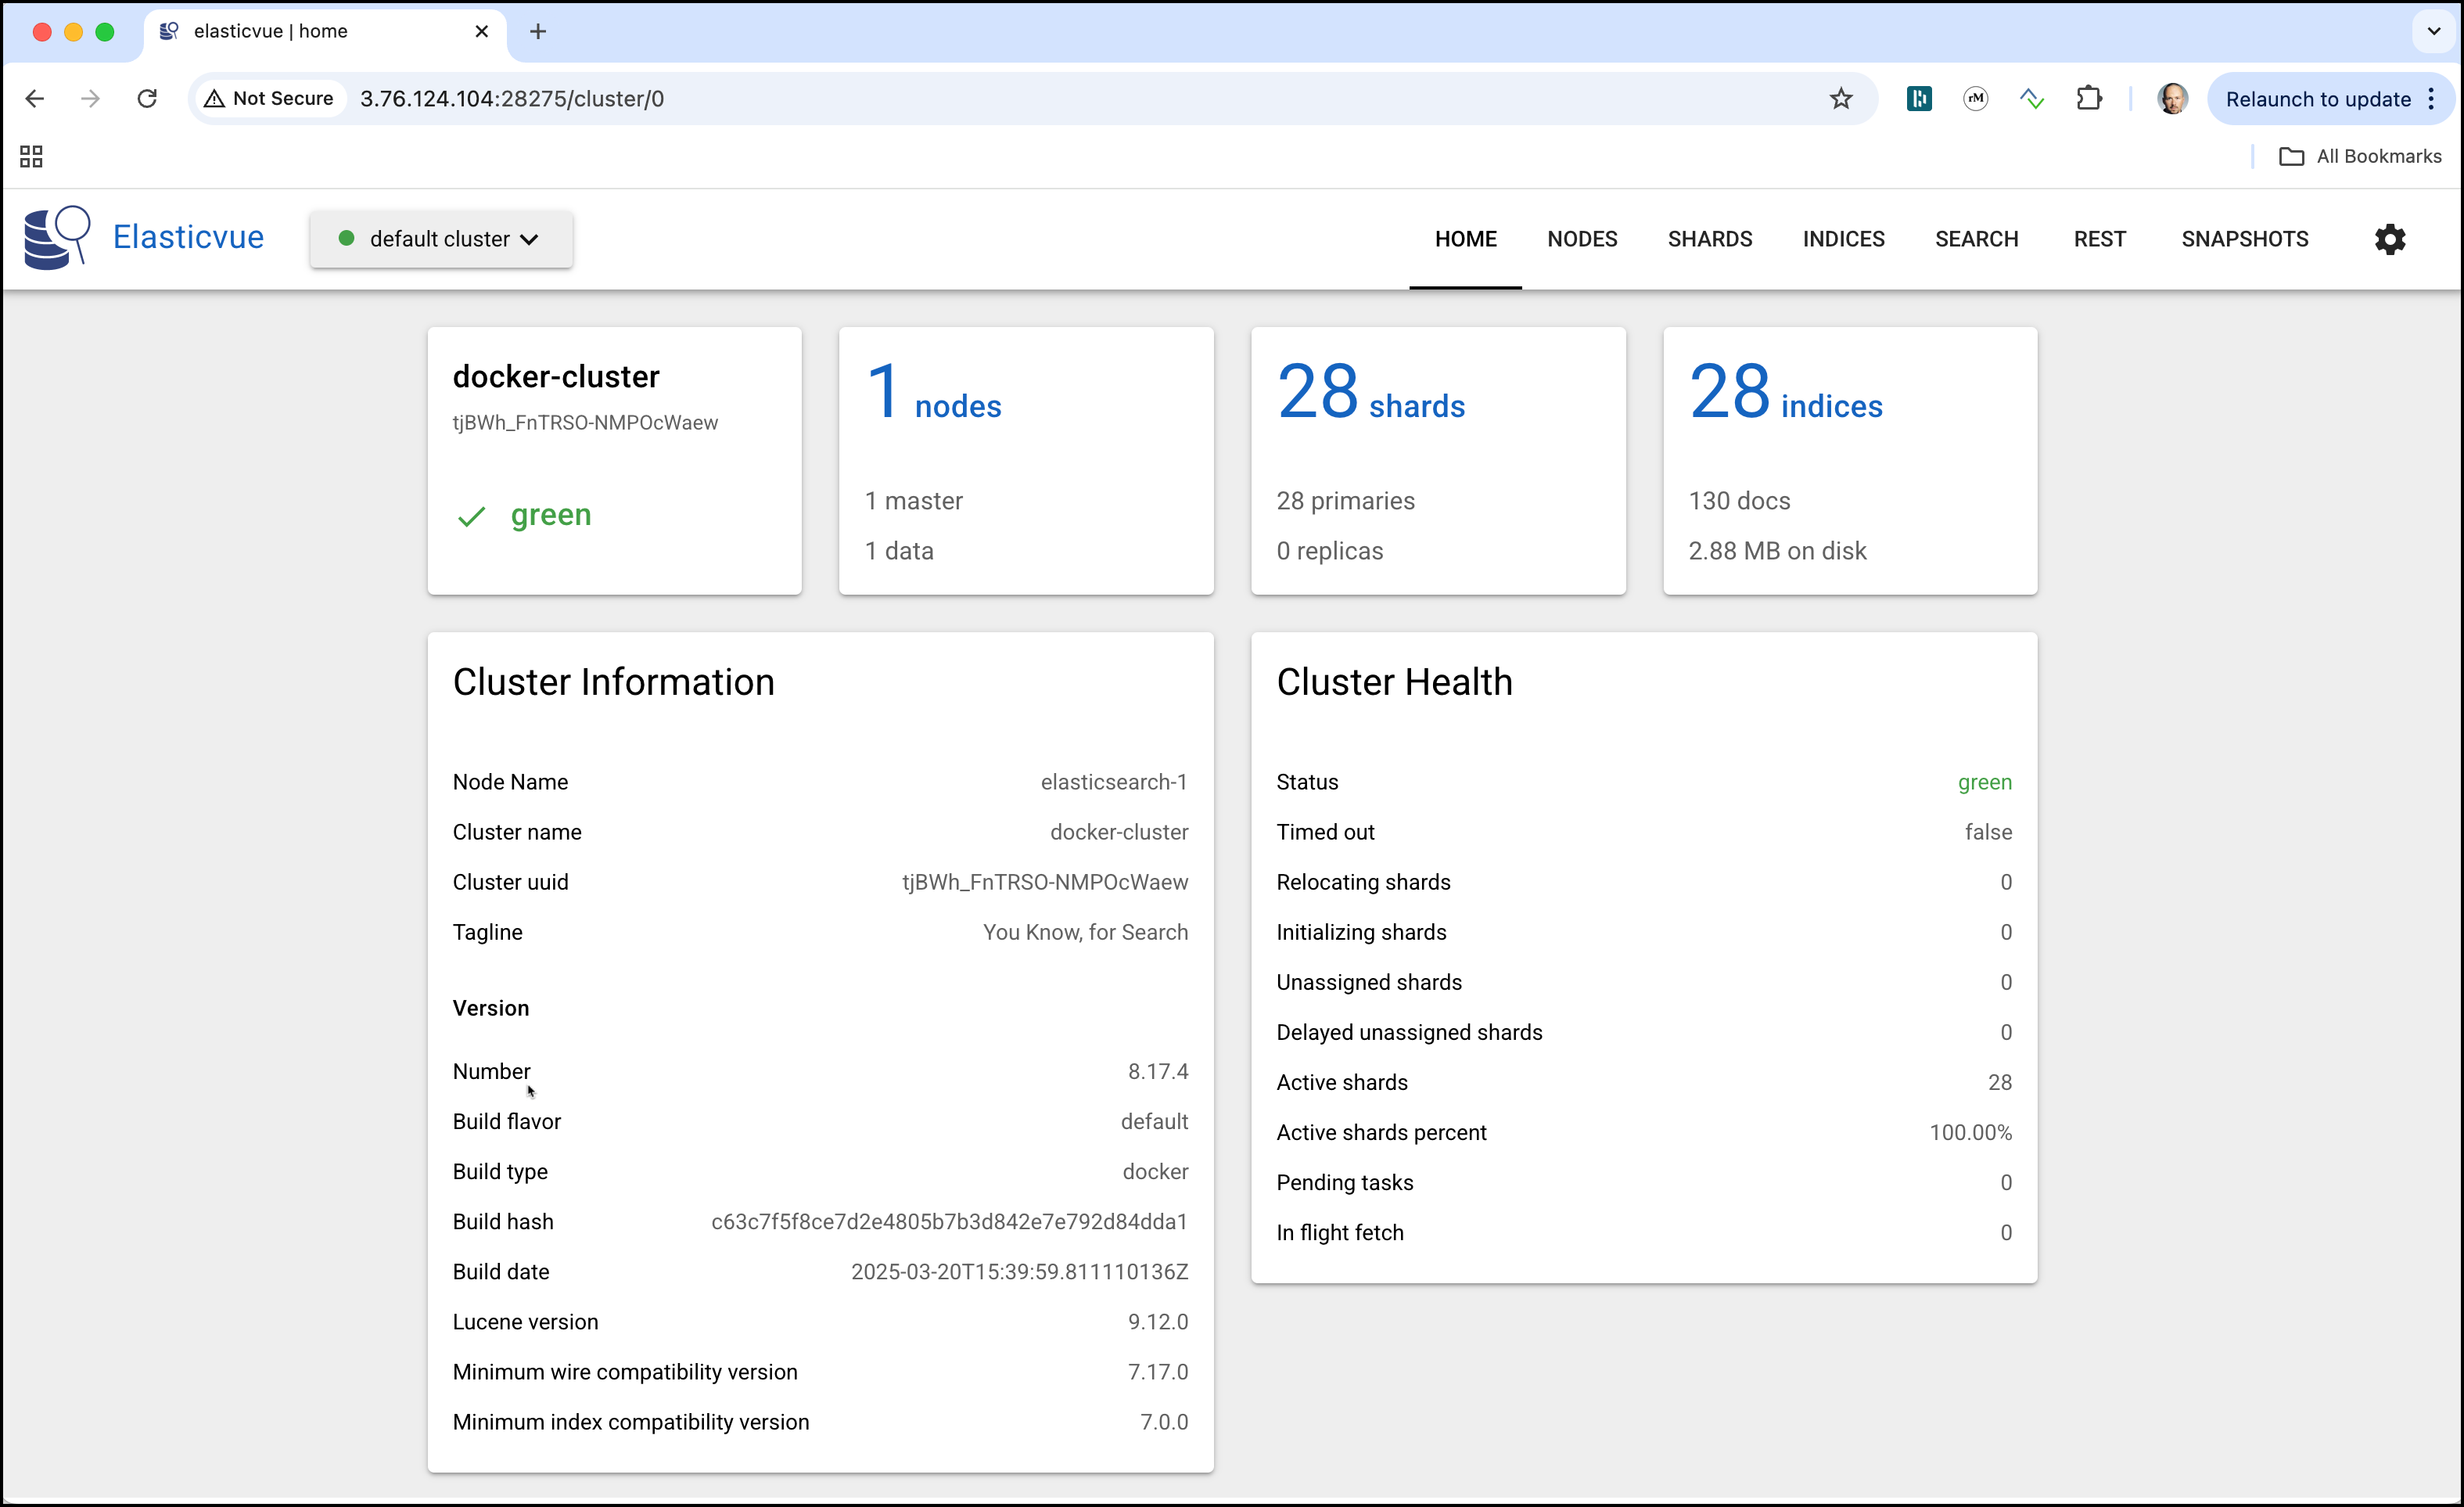 elasticvue | home
Not Secure 3.76.124.104:28275/cluster/0
rM
Relaunch to update
All Bookmarks
Elasticvue
default cluster
HOME NODES SHARDS INDICES SEARCH REST SNAPSHOTS
docker-cluster
tjBWh_FnTRSO-NMPOcWaew
green
1 nodes
1 master
1 data
28 shards
28 primaries
0 replicas
28 indices
130 docs
2.88 MB on disk
Cluster Information
Node Name elasticsearch-1
Cluster name docker-cluster
Cluster uuid tjBWh_FnTRSO-NMPOcWaew
Tagline You Know, for Search
Version
Number 8.17.4
Build flavor default
Build type docker
Build hash c63c7f5f8ce7d2e4805b7b3d842e7e792d84dda1
Build date 2025-03-20T15:39:59.811110136Z
Lucene version 9.12.0
Minimum wire compatibility version 7.17.0
Minimum index compatibility version 7.0.0
Cluster Health
Status green
Timed out false
Relocating shards 0
Initializing shards 0
Unassigned shards 0
Delayed unassigned shards 0
Active shards 28
Active shards percent 100.00%
Pending tasks 0
In flight fetch 0